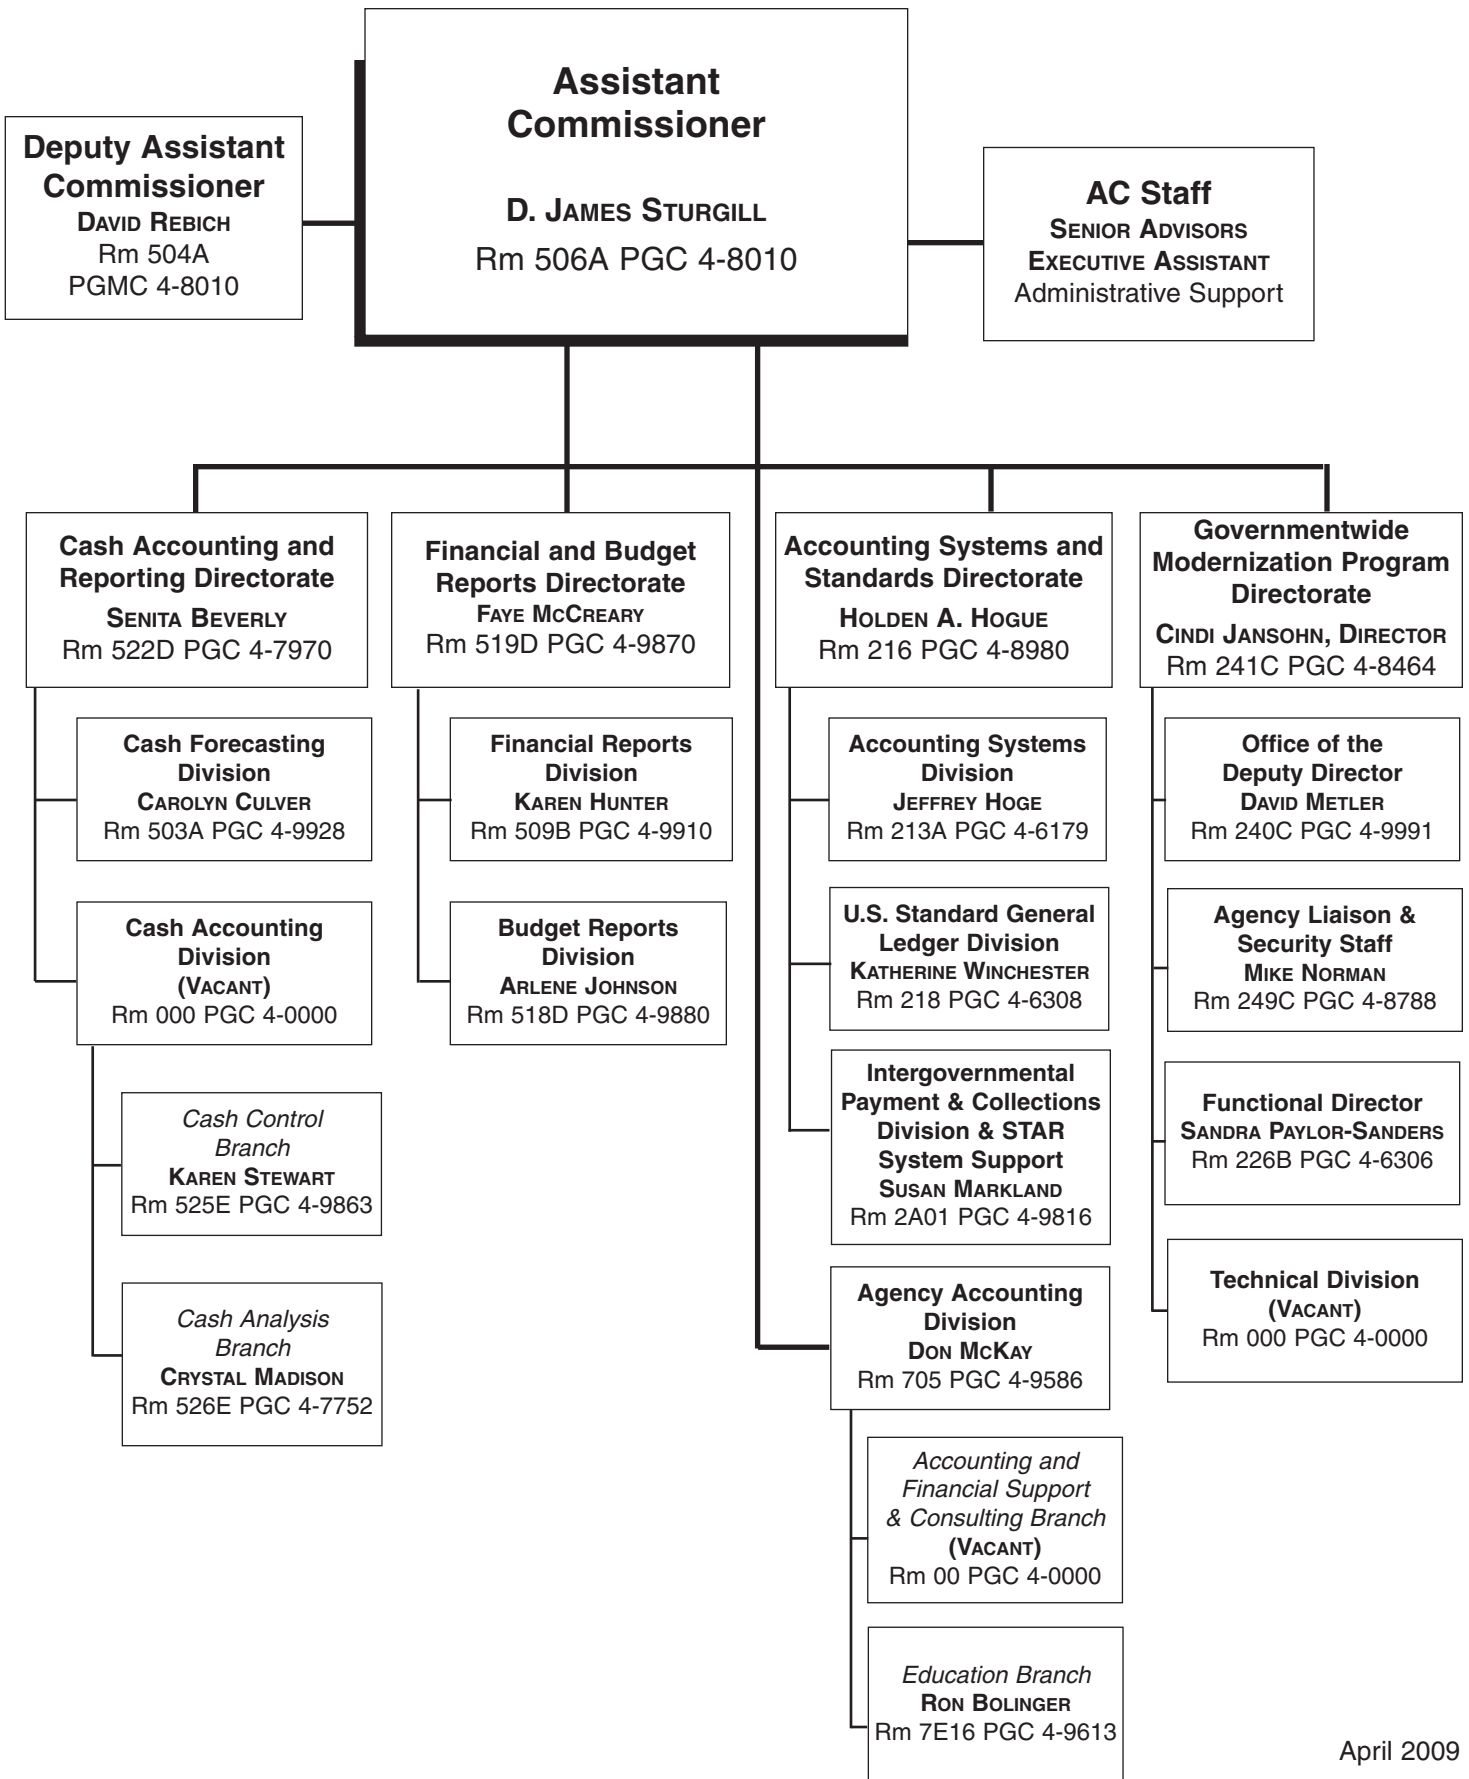 Assistant
Commissioner
D. James Sturgill
Rm 506A PGC 4-8010
Deputy Assistant
Commissioner
David Rebich
Rm 504A
PGMC 4-8010
AC Staff
Senior Advisors
Executive Assistant
Administrative Support
Cash Accounting and
Reporting Directorate
Senita Beverly
Rm 522D PGC 4-7970
Cash Forecasting
Division
Carolyn Culver
Rm 503A PGC 4-9928
Cash Accounting
Division
(Vacant)
Rm 000 PGC 4-0000
Cash Control
Branch
Karen Stewart
Rm 525E PGC 4-9863
Cash Analysis
Branch
Crystal Madison
Rm 526E PGC 4-7752
Financial and Budget
Reports Directorate
Faye McCreary
Rm 519D PGC 4-9870
Financial Reports
Division
Karen Hunter
Rm 509B PGC 4-9910
Budget Reports
Division
Arlene Johnson
Rm 518D PGC 4-9880
Accounting Systems and
Standards Directorate
Holden A. Hogue
Rm 216 PGC 4-8980
Accounting Systems
Division
Jeffrey Hoge
Rm 213A PGC 4-6179
U.S. Standard General
Ledger Division
Katherine Winchester
Rm 218 PGC 4-6308
Intergovernmental
Payment & Collections
Division & STAR
System Support
Susan Markland
Rm 2A01 PGC 4-9816
Agency Accounting
Division
Don McKay
Rm 705 PGC 4-9586
Accounting and
Financial Support
& Consulting Branch
(Vacant)
Rm 00 PGC 4-0000
Education Branch
Ron Bolinger
Rm 7E16 PGC 4-9613
Governmentwide
Modernization Program
Directorate
Cindi Jansohn, Director
Rm 241C PGC 4-8464
Office of the
Deputy Director
David Metler
Rm 240C PGC 4-9991
Agency Liaison &
Security Staff
Mike Norman
Rm 249C PGC 4-8788
Functional Director
Sandra Paylor-Sanders
Rm 226B PGC 4-6306
Technical Division
(Vacant)
Rm 000 PGC 4-0000
April 2009